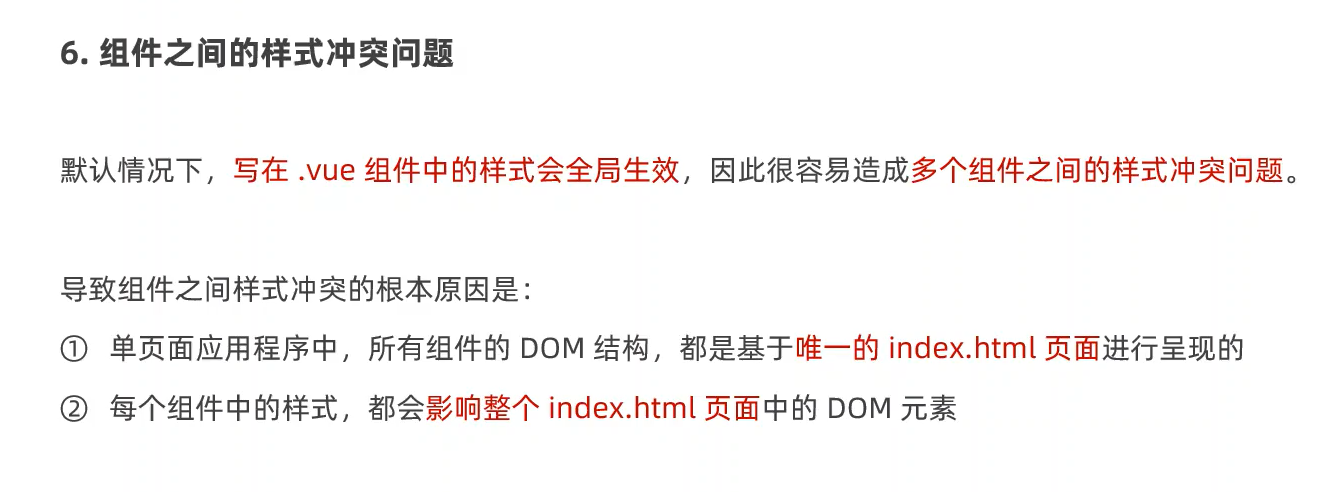 6. 组件之间的样式冲突问题
默认情况下，写在 .vue 组件中的样式会全局生效，因此很容易造成多个组件之间的样式冲突问题。
导致组件之间样式冲突的根本原因是：
① 单页面应用程序中，所有组件的 DOM 结构，都是基于唯一的 index.html 页面进行呈现的
② 每个组件中的样式，都会影响整个 index.html 页面中的 DOM 元素